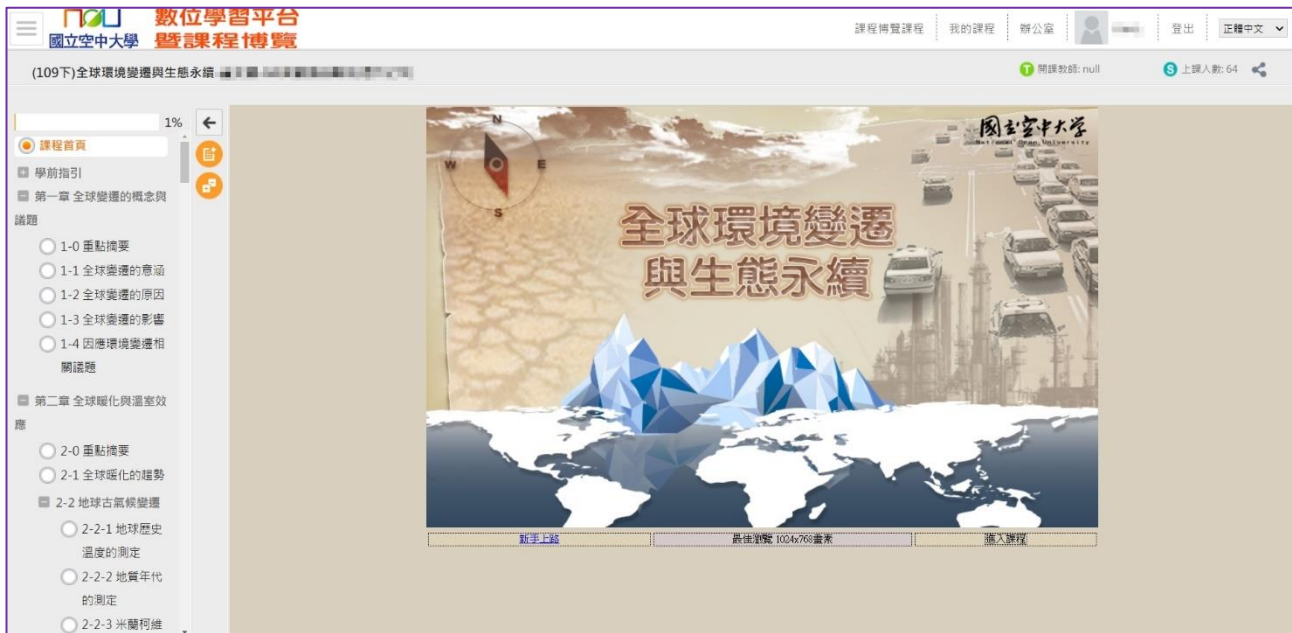 nou
國立空中大學
數位學習平台
暨課程博覽
課程博覽課程
我的課程
辦公室
登出
正體中文
(109下)全球環境變遷與生態永續
T 開課教師: null
S 上課人數: 64
1%
課程首頁
學前指引
第一章 全球變遷的概念與
議題
1-0 重點摘要
1-1 全球變遷的意涵
1-2 全球變遷的原因
1-3 全球變遷的影響
1-4 因應環境變遷相
關議題
第二章 全球暖化與溫室效
應
2-0 重點摘要
2-1 全球暖化的趨勢
2-2 地球古氣候變遷
2-2-1 地球歷史
溫度的測定
2-2-2 地質年代
的測定
2-2-3 米蘭柯維
N
W
E
S
國立空中大學
National Open University
全球環境變遷
與生態永續
新手上路
最佳瀏覽 1024x768畫素
進入課程